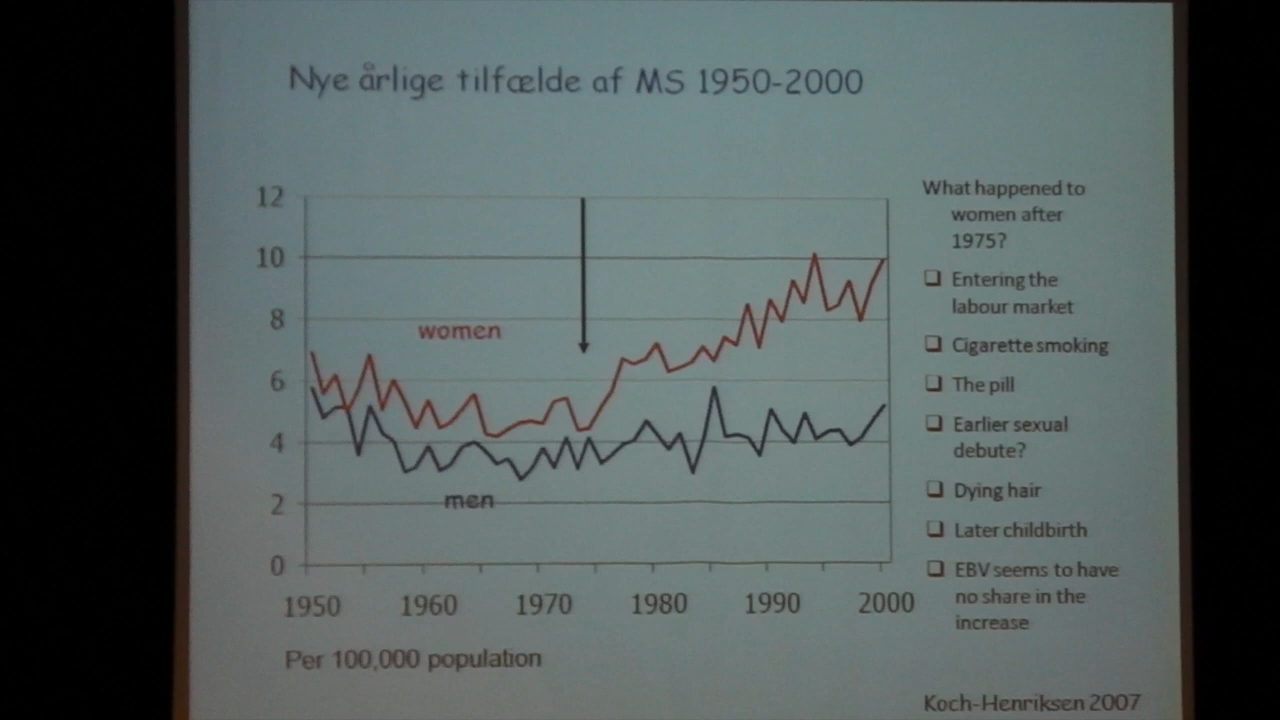 Nye årlige tilfælde af MS 1950-2000
12
10
8
6
4
2
0
women
men
1950 1960 1970 1980 1990 2000
Per 100,000 population
What happened to
women after
1975?
❑ Entering the
labour market
❑ Cigarette smoking
❑ The pill
❑ Earlier sexual
debute?
❑ Dying hair
❑ Later childbirth
❑ EBV seems to have
no share in the
increase
Koch-Henriksen 2007